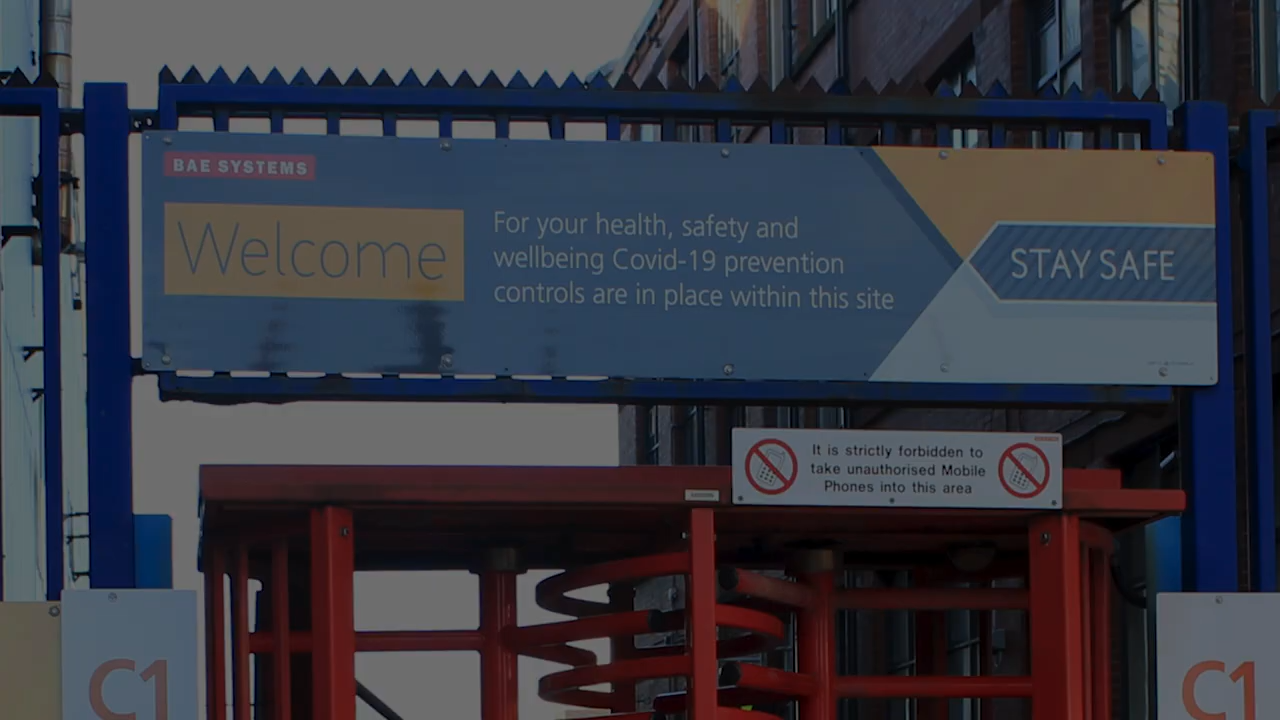 BAE SYSTEMS
Welcome
For your health, safety and
wellbeing Covid-19 prevention
controls are in place within this site
STAY SAFE
It is strictly forbidden to
take unauthorised Mobile
Phones into this area
C1
C1